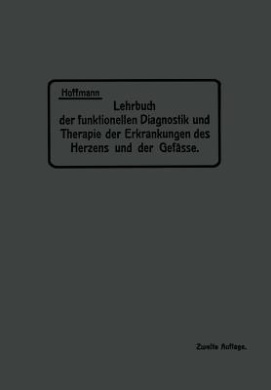 Hoffmann
Lehrbuch
der funktionellen Diagnostik und
Therapie der Erkrankungen des
Herzens und der Gefässe.
Zweite Auflage.